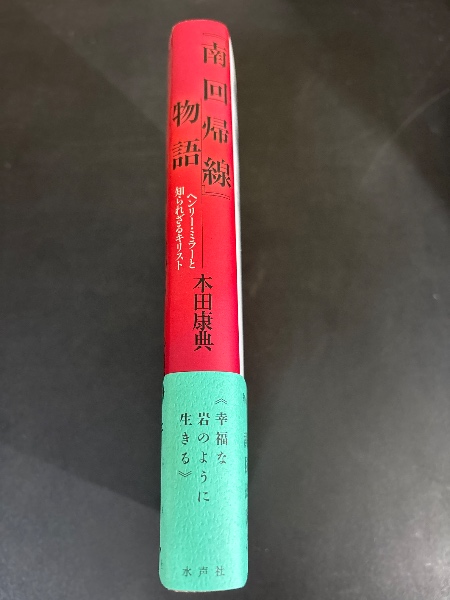 『南回帰線』
物語
ヘンリー・ミラーと
知られざるキリスト
本田康典
《幸福な
岩のように
生きる》
水声社